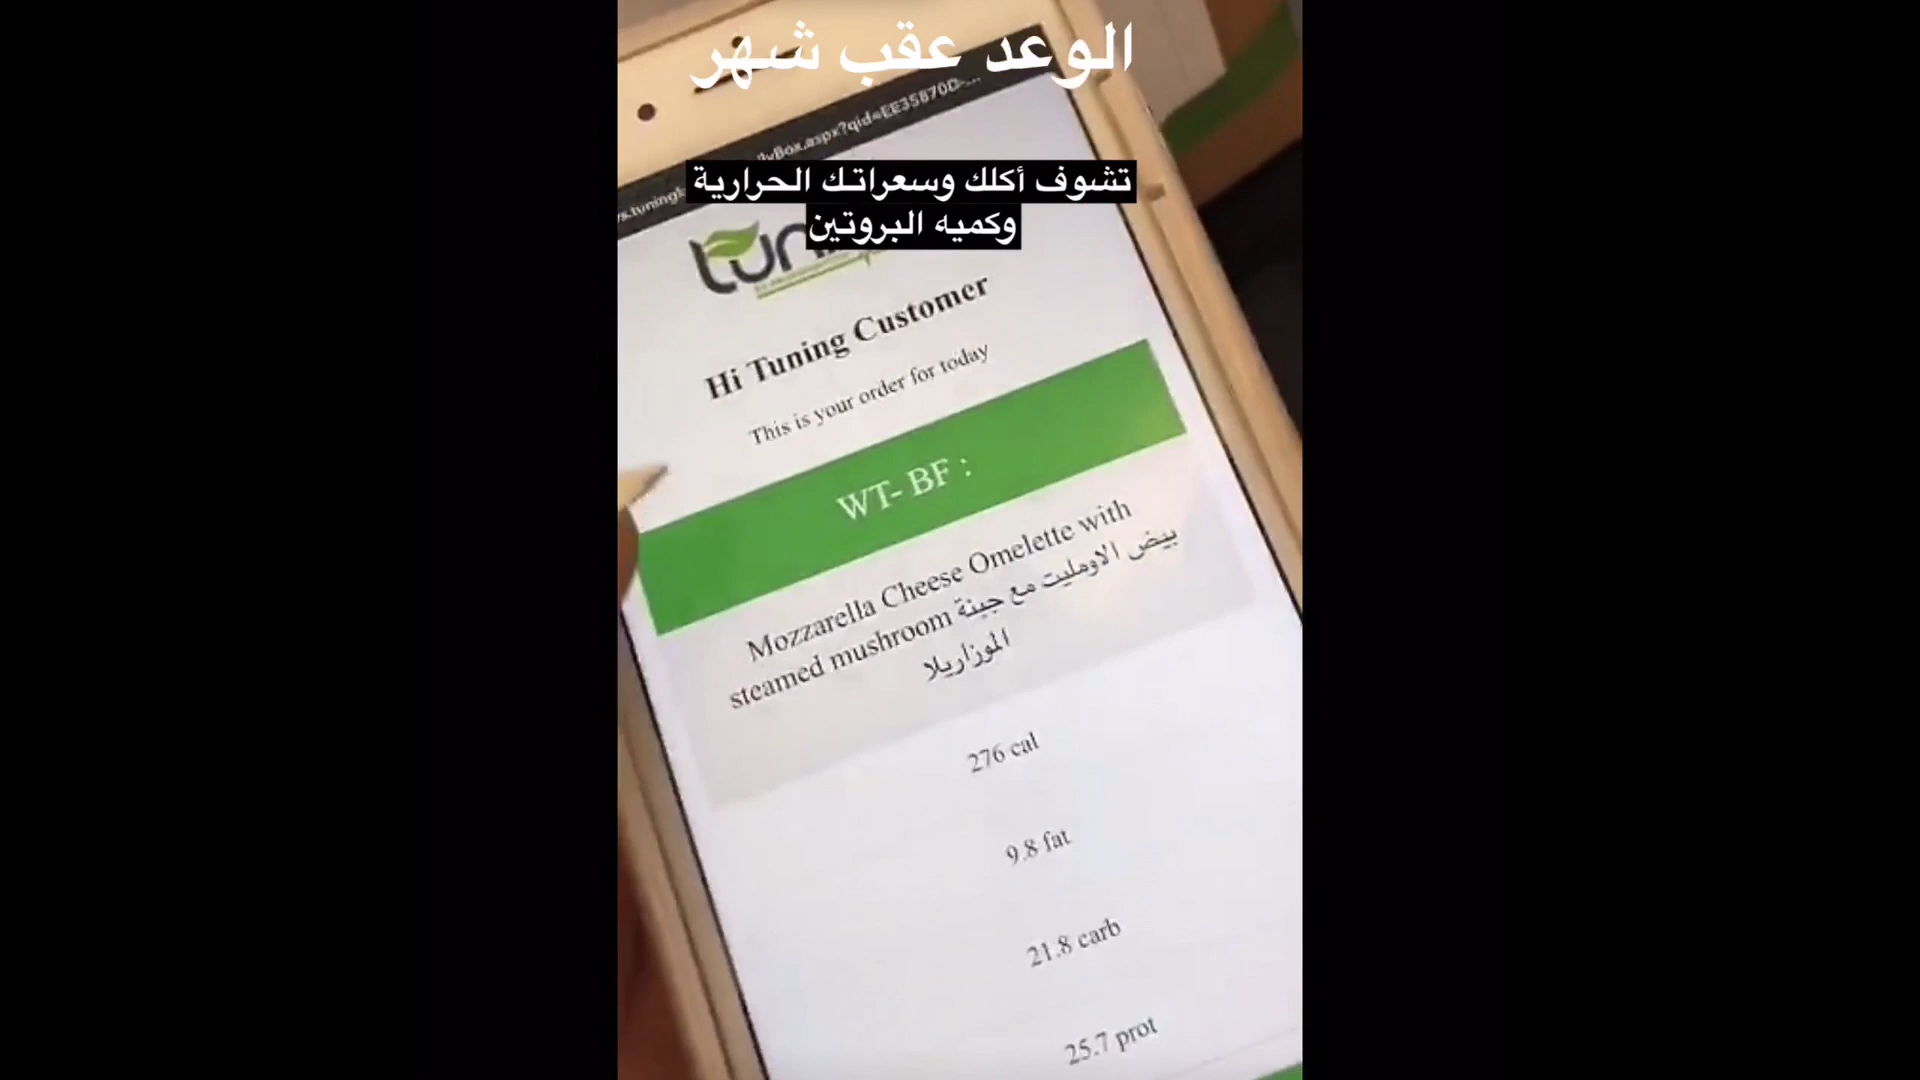 الوعد عقب شهر
تشوف أكلك وسعراتك الحرارية
وكميه البروتين
Hi Tuning Customer
This is your order for today
WT- BF :
Mozzarella Cheese Omelette with
steamed mushroom بيض الاومليت مع جبنة
الموزاريلا
276 cal
9.8 fat
21.8 carb
25.7 prot